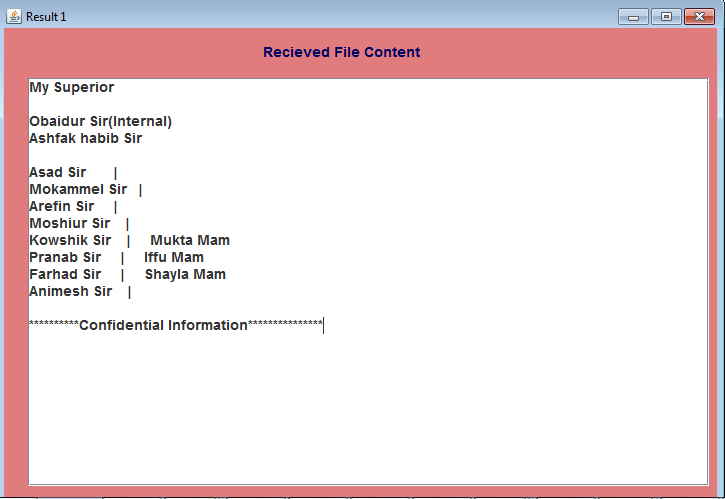 Result 1
Recieved File Content
My Superior
Obaidur Sir(Internal)
Ashfak habib Sir
Asad Sir |
Mokammel Sir |
Arefin Sir |
Moshiur Sir |
Kowshik Sir | Mukta Mam
Pranab Sir | Iffu Mam
Farhad Sir | Shayla Mam
Animesh Sir |
**********Confidential Information***************